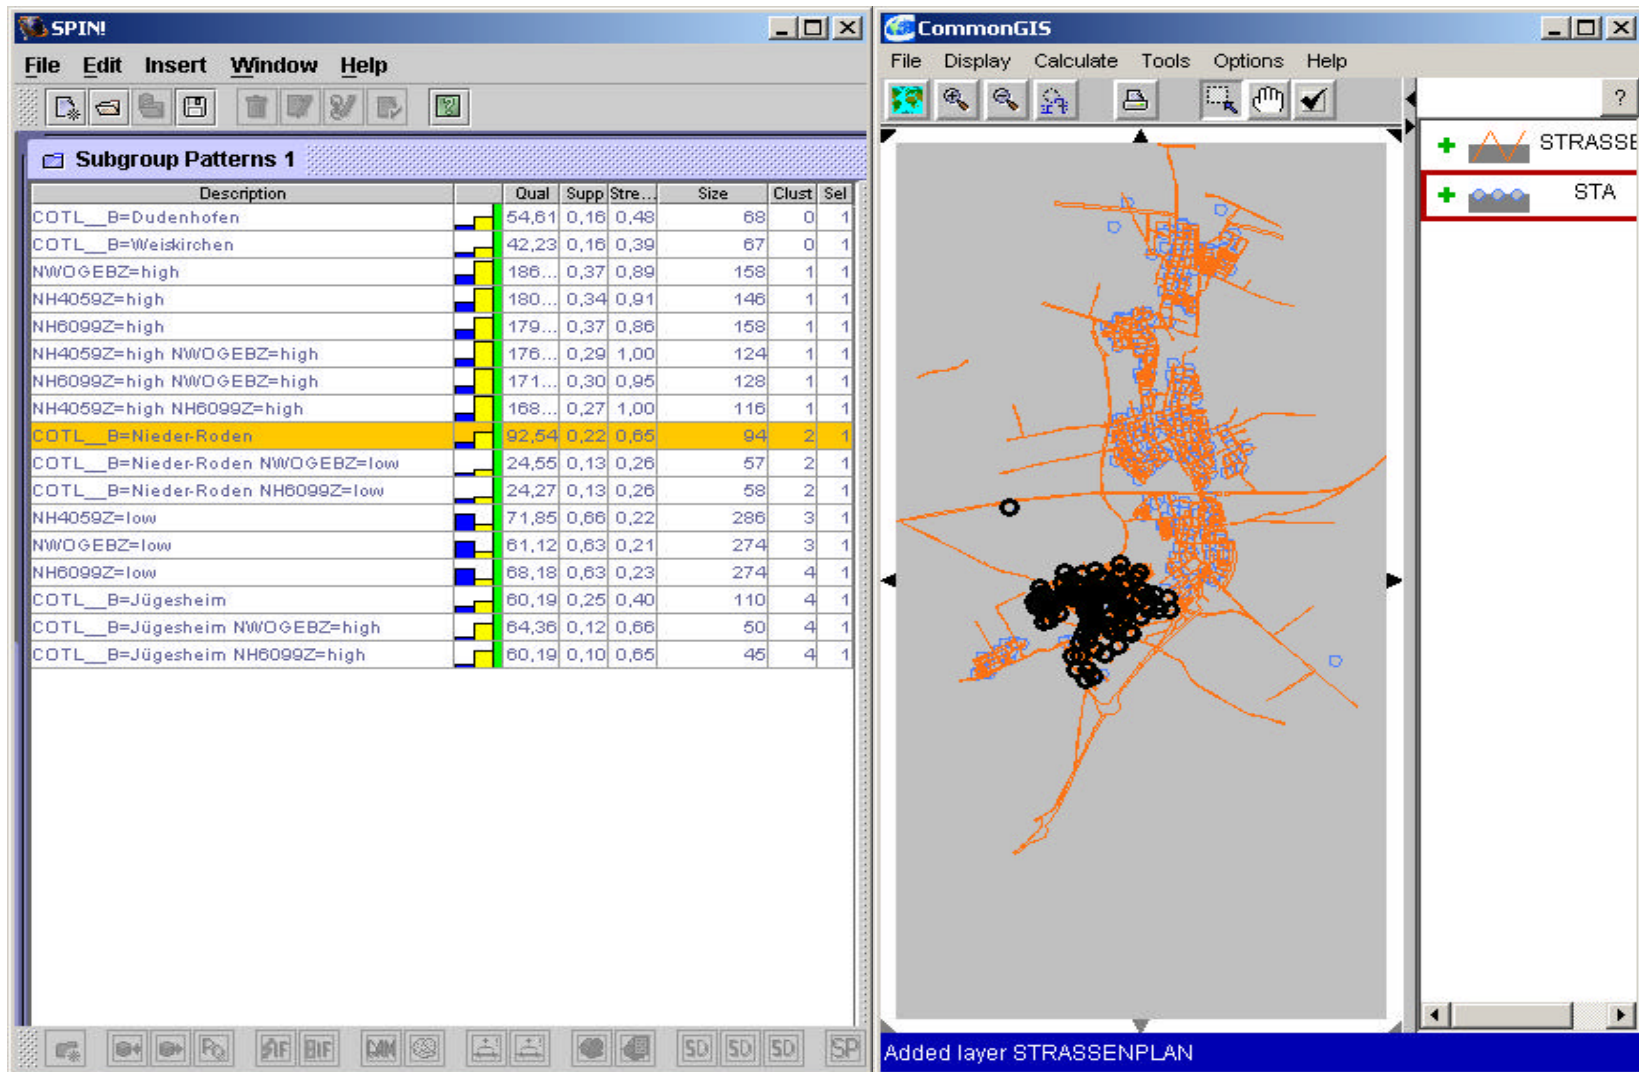 SPIN!
File Edit Insert Window Help
Subgroup Patterns 1
Description Qual Supp Stre... Size Clust Sel
COTL__B=Dudenhofen 54,61 0,16 0,48 68 0 1
COTL__B=Weiskirchen 42,23 0,16 0,39 67 0 1
NWOGEBZ=high 186... 0,37 0,89 158 1 1
NH4059Z=high 180... 0,34 0,91 146 1 1
NH6099Z=high 179... 0,37 0,86 158 1 1
NH4059Z=high NWOGEBZ=high 176... 0,29 1,00 124 1 1
NH6099Z=high NWOGEBZ=high 171... 0,30 0,95 128 1 1
NH4059Z=high NH6099Z=high 168... 0,27 1,00 116 1 1
COTL__B=Nieder-Roden 92,54 0,22 0,65 94 2 1
COTL__B=Nieder-Roden NWOGEBZ=low 24,55 0,13 0,26 57 2 1
COTL__B=Nieder-Roden NH6099Z=low 24,27 0,13 0,26 58 2 1
NH4059Z=low 71,85 0,66 0,22 286 3 1
NWOGEBZ=low 61,12 0,63 0,21 274 3 1
NH6099Z=low 68,18 0,63 0,23 274 4 1
COTL__B=Jügesheim 60,19 0,25 0,40 110 4 1
COTL__B=Jügesheim NWOGEBZ=high 64,36 0,12 0,66 50 4 1
COTL__B=Jügesheim NH6099Z=high 60,19 0,10 0,65 45 4 1
BIF
SD SD SD SP
CommonGIS
File Display Calculate Tools Options Help
?
STRASSE
STA
Added layer STRASSENPLAN